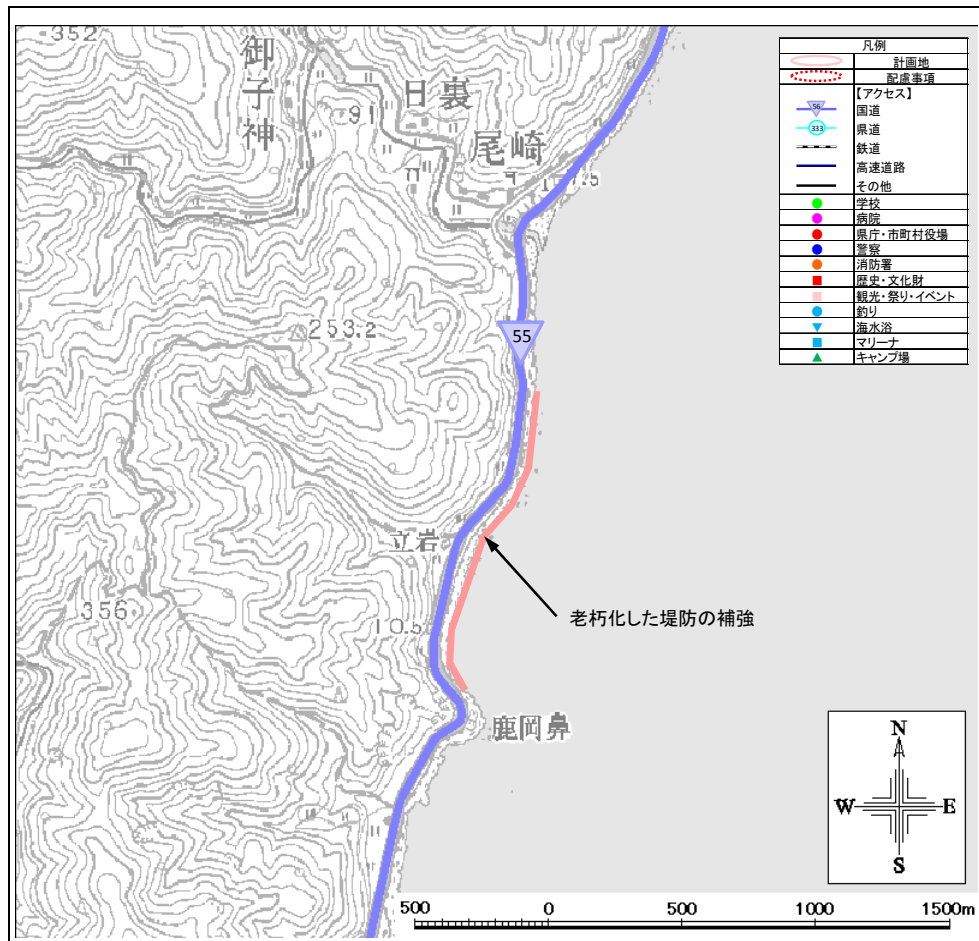 352
御子神
日裏
91
尾崎
253.2
55
立岩
356
10.5
老朽化した堤防の補強
鹿岡鼻
凡例
計画地
配慮事項
【アクセス】
56
国道
333
県道
鉄道
高速道路
その他
学校
病院
県庁・市町村役場
警察
消防署
歴史・文化財
観光・祭り・イベント
釣り
海水浴
マリーナ
キャンプ場
N
W
E
S
500 0 500 1000 1500m